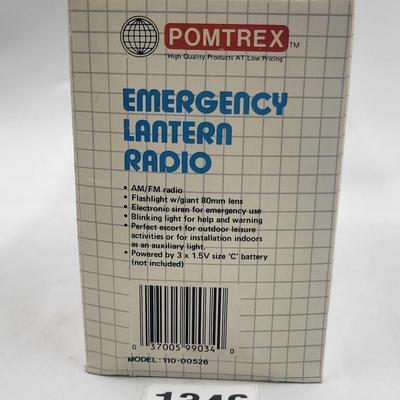 POMTREX TM
"High Quality Products AT Low Pricing"
EMERGENCY
LANTERN
RADIO
• AM/FM radio
• Flashlight w/giant 80mm lens
• Electronic siren for emergency use
• Blinking light for help and warning
• Perfect escort for outdoor leisure
activities or for installation indoors
as an auxiliary light.
• Powered by 3 x 1.5V size 'C' battery
(not included)
0 37005 99034 0
MODEL: 110-00526